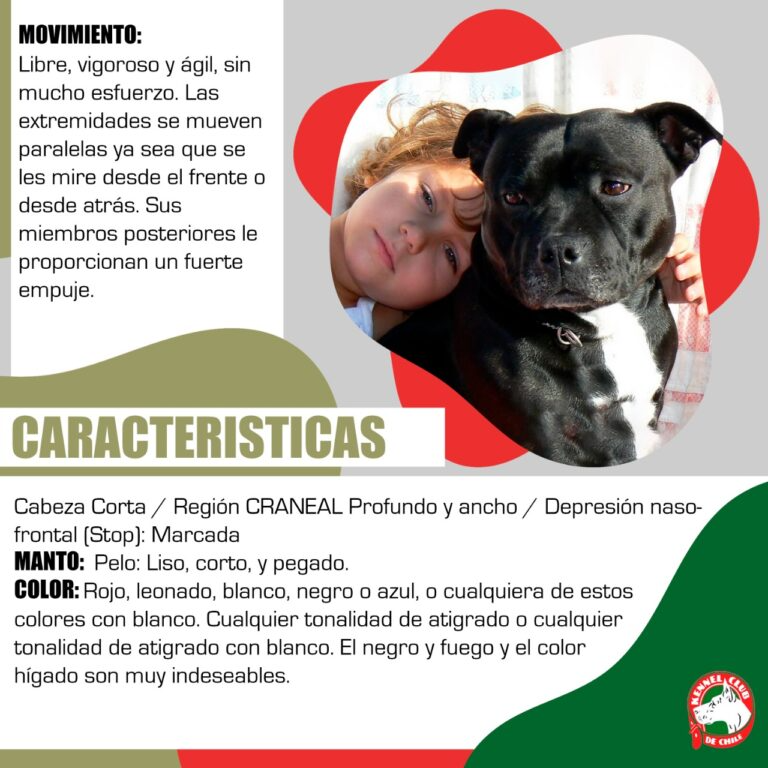 MOVIMIENTO:
Libre, vigoroso y ágil, sin
mucho esfuerzo. Las
extremidades se mueven
paralelas ya sea que se
les mire desde el frente o
desde atrás. Sus
miembros posteriores le
proporcionan un fuerte
empuje.
CARACTERISTICAS
Cabeza Corta / Región CRANEAL Profundo y ancho / Depresión naso-
frontal (Stop): Marcada
MANTO: Pelo: Liso, corto, y pegado.
COLOR: Rojo, leonado, blanco, negro o azul, o cualquiera de estos
colores con blanco. Cualquier tonalidad de atigrado o cualquier
tonalidad de atigrado con blanco. El negro y fuego y el color
hígado son muy indeseables.
KENNEL CLUB
DE CHILE